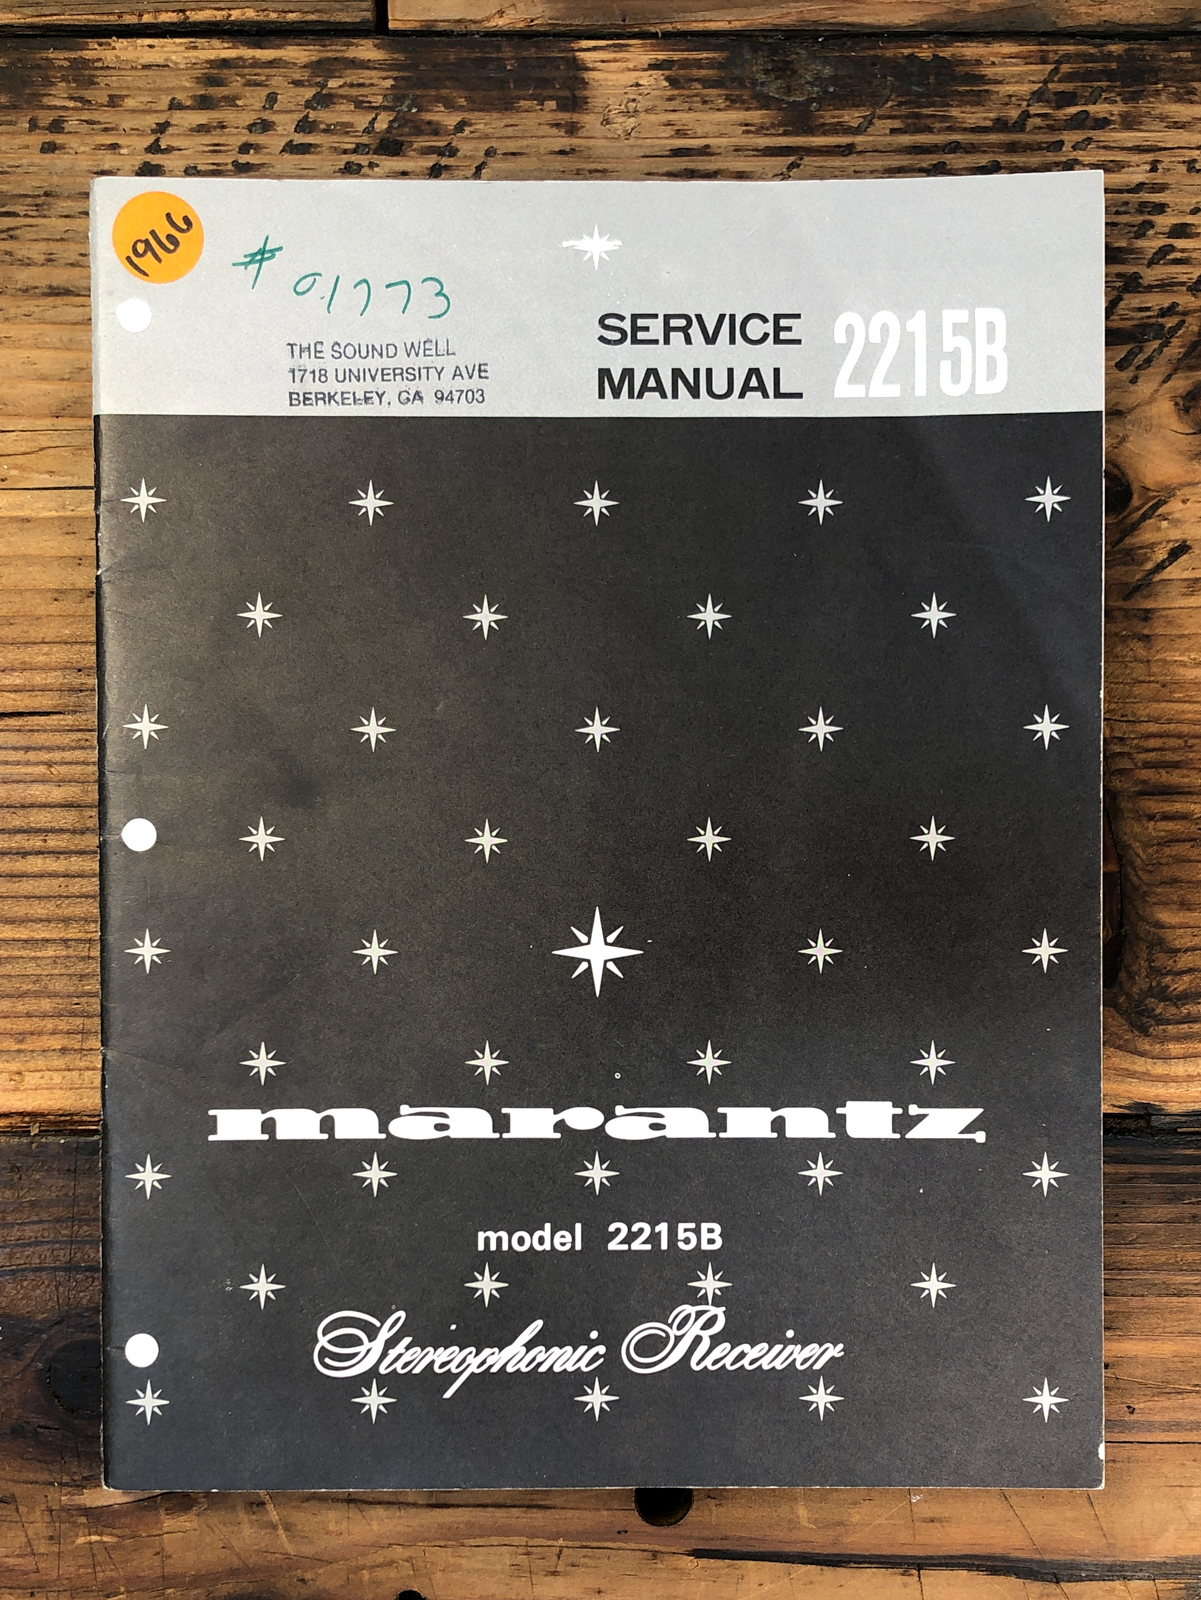 1966
# 01773
THE SOUND WELL
1718 UNIVERSITY AVE
BERKELEY, CA 94703
SERVICE
MANUAL
2215B
marantz
model 2215B
Stereophonic Receiver